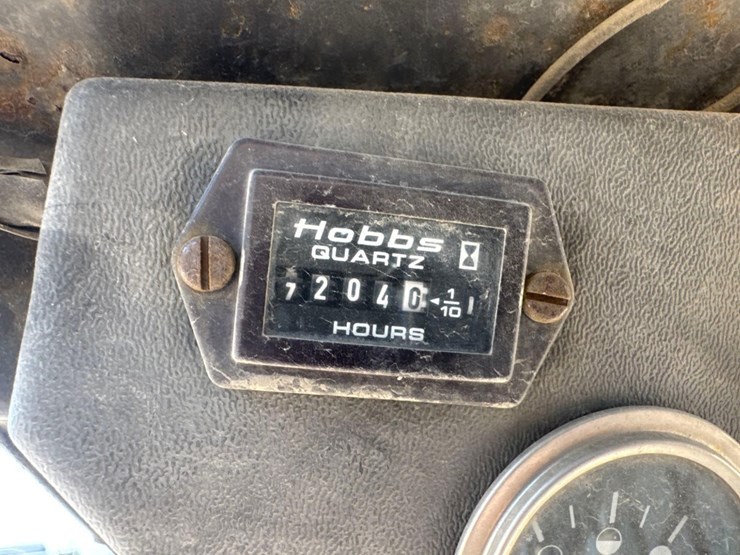 Hobbs
QUARTZ
72040 ◄ 1/10
HOURS